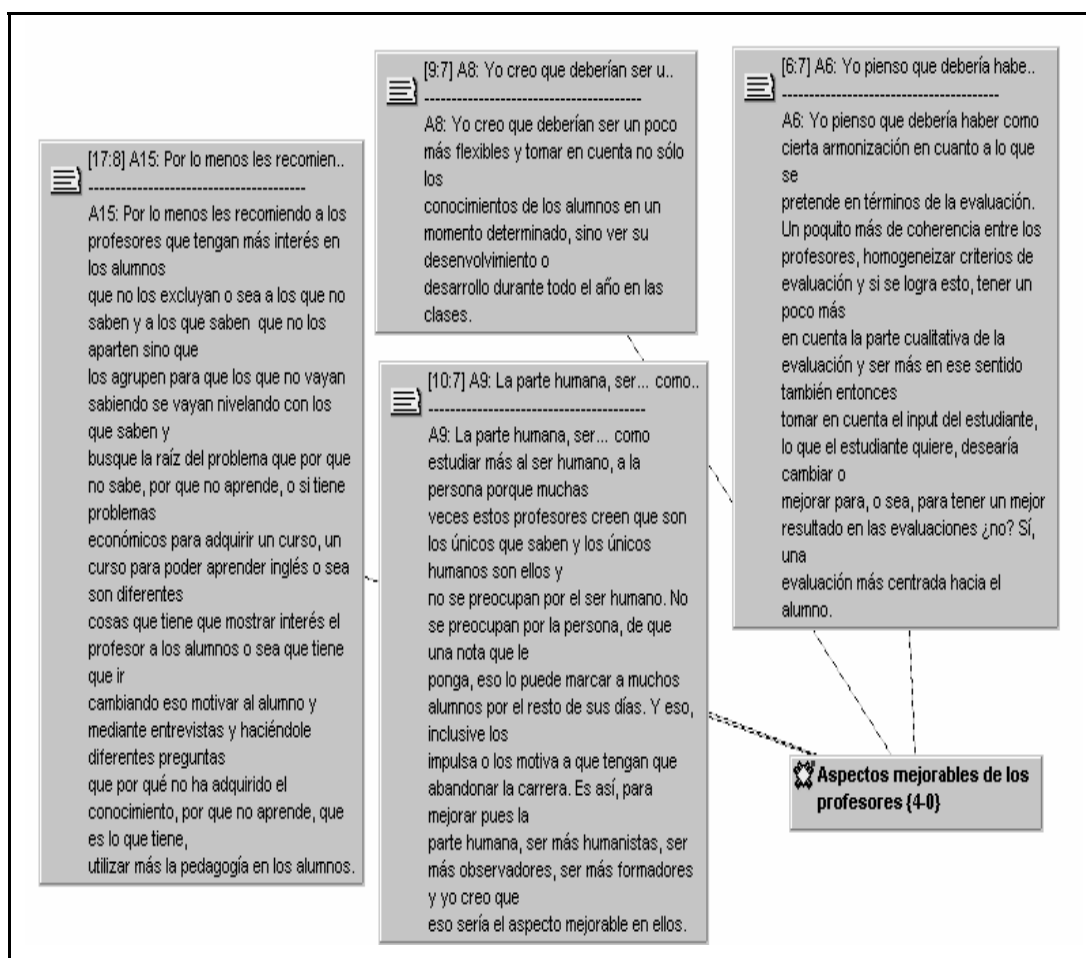 [17:8] A15: Por lo menos les recomien..
----------------------------------------
A15: Por lo menos les recomiendo a los
profesores que tengan más interés en
los alumnos
que no los excluyan o sea a los que no
saben y a los que saben que no los
aparten sino que
los agrupen para que los que no vayan
sabiendo se vayan nivelando con los
que saben y
busque la raíz del problema que por que
no sabe, por que no aprende, o si tiene
problemas
económicos para adquirir un curso, un
curso para poder aprender inglés o sea
son diferentes
cosas que tiene que mostrar interés el
profesor a los alumnos o sea que tiene
que ir
cambiando eso motivar al alumno y
mediante entrevistas y haciéndole
diferentes preguntas
que por qué no ha adquirido el
conocimiento, por que no aprende, que
es lo que tiene,
utilizar más la pedagogía en los alumnos.
[9:7] A8: Yo creo que deberían ser u..
----------------------------------------
A8: Yo creo que deberían ser un poco
más flexibles y tomar en cuenta no sólo
los
conocimientos de los alumnos en un
momento determinado, sino ver su
desenvolvimiento o
desarrollo durante todo el año en las
clases.
[10:7] A9: La parte humana, ser... como..
----------------------------------------
A9: La parte humana, ser... como
estudiar más al ser humano, a la
persona porque muchas
veces estos profesores creen que son
los únicos que saben y los únicos
humanos son ellos y
no se preocupan por el ser humano. No
se preocupan por la persona, de que
una nota que le
ponga, eso lo puede marcar a muchos
alumnos por el resto de sus días. Y eso,
inclusive los
impulsa o los motiva a que tengan que
abandonar la carrera. Es así, para
mejorar pues la
parte humana, ser más humanistas, ser
más observadores, ser más formadores
y yo creo que
eso sería el aspecto mejorable en ellos.
[6:7] A6: Yo pienso que debería habe..
----------------------------------------
A6: Yo pienso que debería haber como
cierta armonización en cuanto a lo que
se
pretende en términos de la evaluación.
Un poquito más de coherencia entre los
profesores, homogeneizar criterios de
evaluación y si se logra esto, tener un
poco más
en cuenta la parte cualitativa de la
evaluación y ser más en ese sentido
también entonces
tomar en cuenta el input del estudiante,
lo que el estudiante quiere, desearía
cambiar o
mejorar para, o sea, para tener un mejor
resultado en las evaluaciones ¿no? Sí,
una
evaluación más centrada hacia el
alumno.
Aspectos mejorables de los
profesores {4-0}